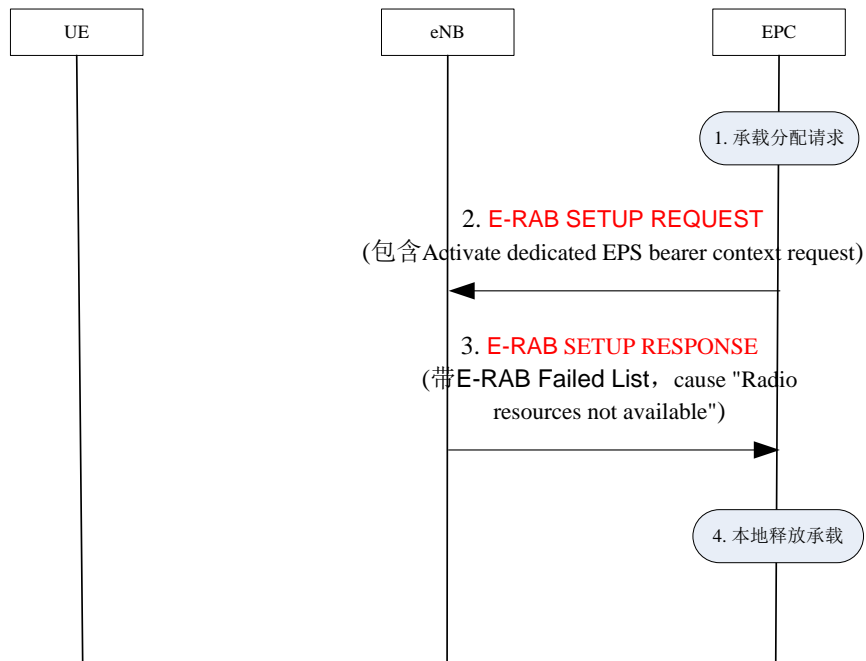 UE
eNB
EPC
1. 承载分配请求
2. E-RAB SETUP REQUEST
(包含Activate dedicated EPS bearer context request)
3. E-RAB SETUP RESPONSE
(带E-RAB Failed List，cause "Radio
resources not available")
4. 本地释放承载